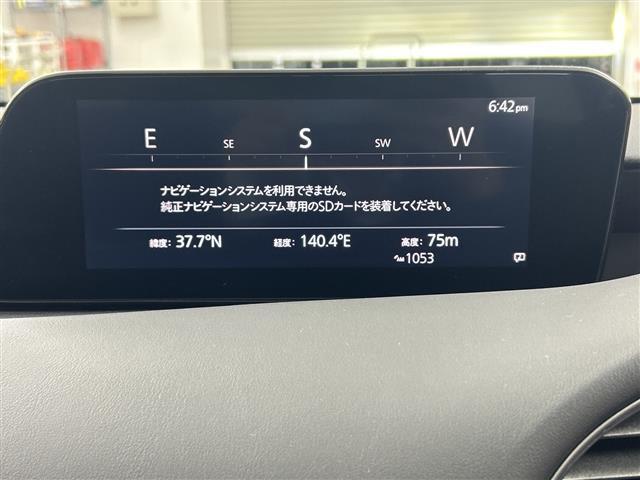 6:42pm
E SE S SW W
ナビゲーションシステムを利用できません。
純正ナビゲーションシステム専用のSDカードを装着してください。
緯度: 37.7°N 経度: 140.4°E 高度: 75m
1053